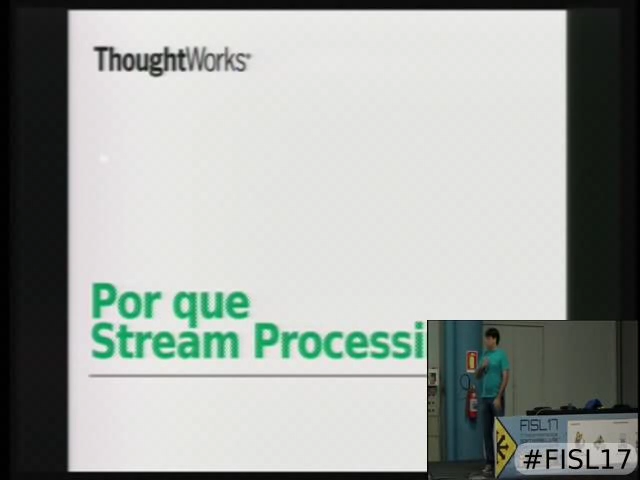 ThoughtWorks®
Por que
Stream Processi
FISL17
#FISL17